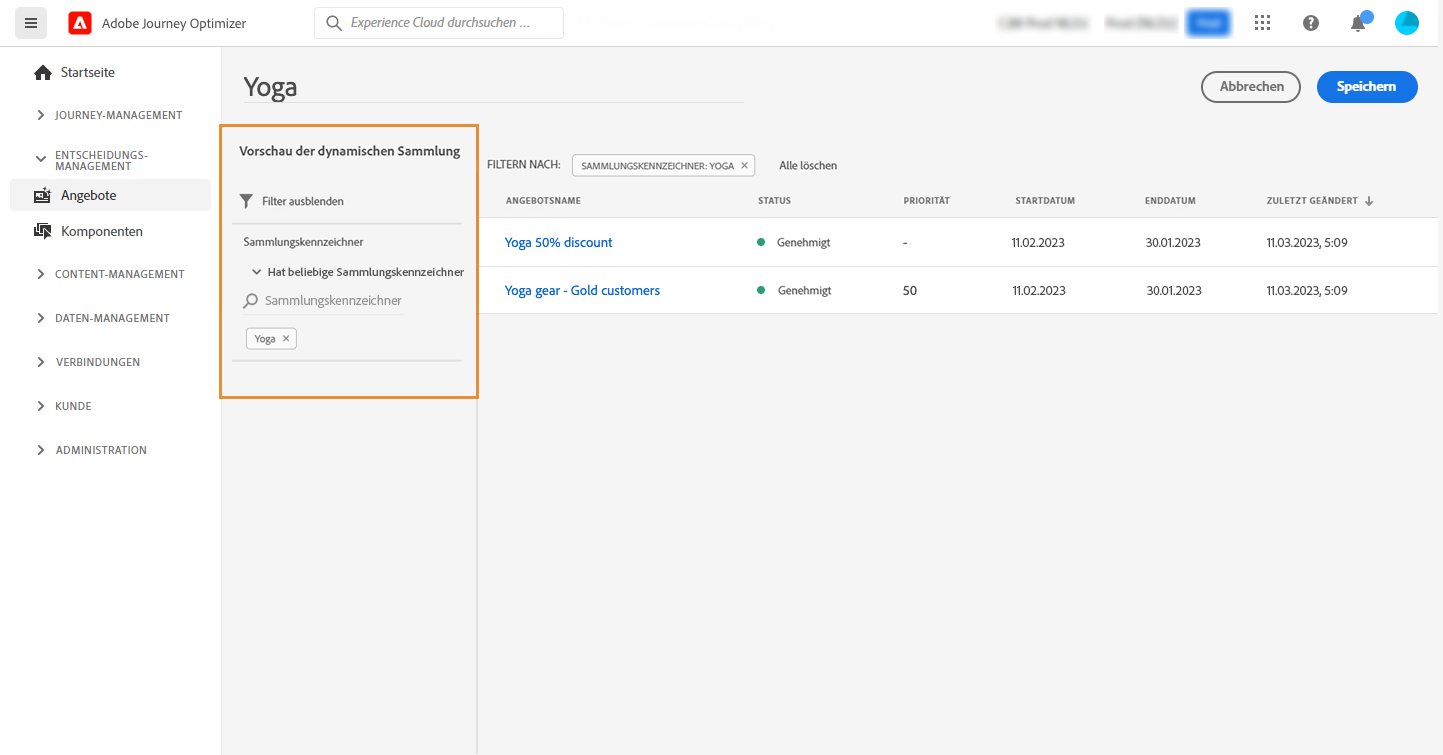 Adobe Journey Optimizer
Experience Cloud durchsuchen ...
Startseite
JOURNEY-MANAGEMENT
ENTSCHEIDUNGS-
MANAGEMENT
Angebote
Komponenten
CONTENT-MANAGEMENT
DATEN-MANAGEMENT
VERBINDUNGEN
KUNDE
ADMINISTRATION
Yoga
Abbrechen
Speichern
Vorschau der dynamischen Sammlung
Filter ausblenden
Sammlungskennzeichner
Hat beliebige Sammlungskennzeichner
Sammlungskennzeichner
Yoga ×
FILTERN NACH: SAMMLUNGSKENNZEICHNER: YOGA × Alle löschen
ANGEBOTSNAME STATUS PRIORITÄT STARTDATUM ENDDATUM ZULETZT GEÄNDERT ↓
Yoga 50% discount Genehmigt - 11.02.2023 30.01.2023 11.03.2023, 5:09
Yoga gear - Gold customers Genehmigt 50 11.02.2023 30.01.2023 11.03.2023, 5:09